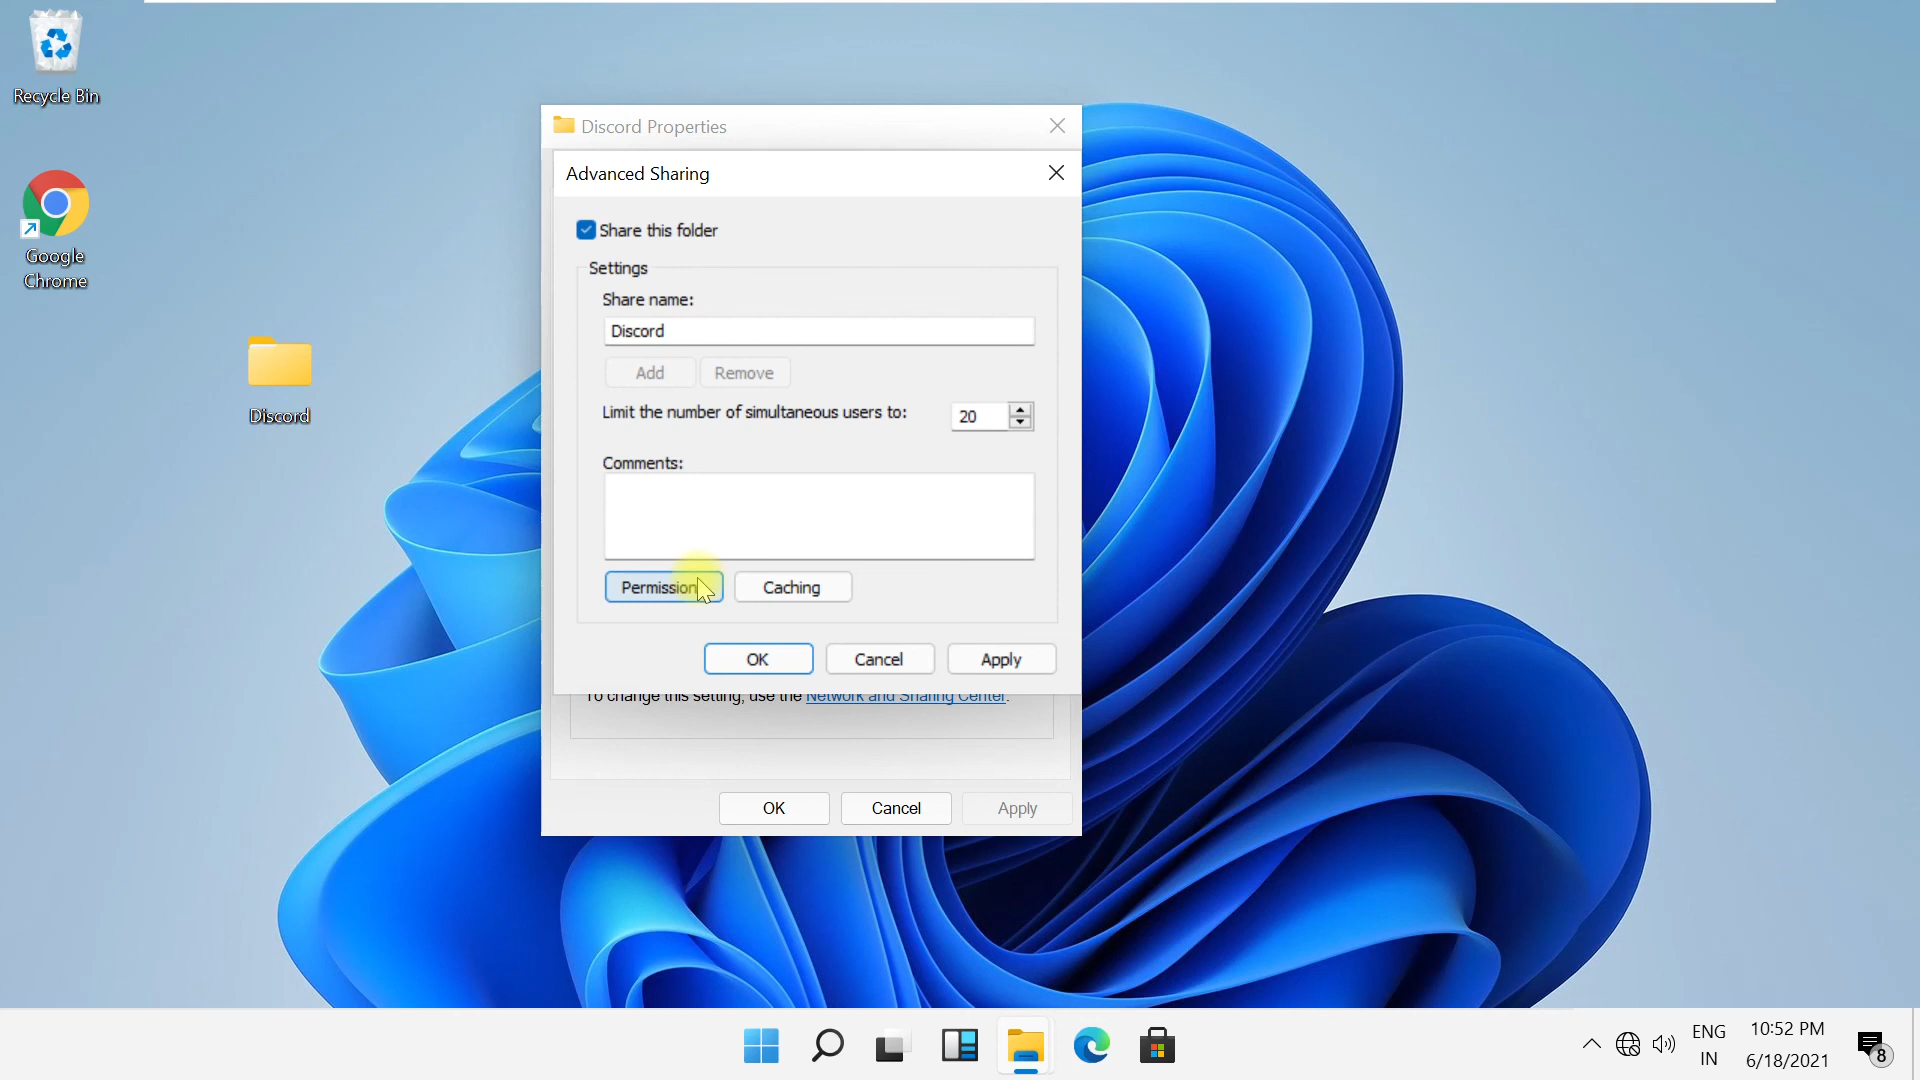 Recycle Bin
Google
Chrome
Discord
Discord Properties
Advanced Sharing
Share this folder
Settings
Share name:
Discord
Add
Remove
Limit the number of simultaneous users to:
20
Comments:
Permission
Caching
OK
Cancel
Apply
To change this setting, use the Network and Sharing Center.
OK
Cancel
Apply
ENG
IN
10:52 PM
6/18/2021
8